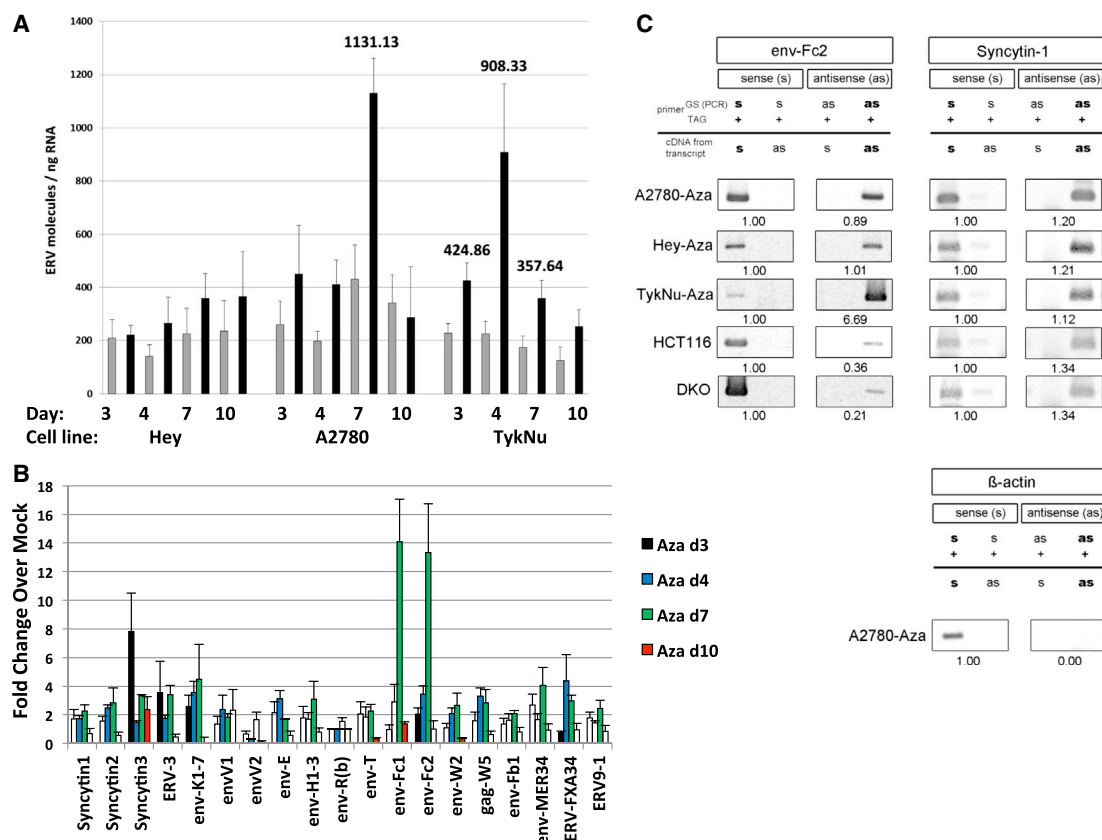 A
1400
1200
1000
800
600
400
200
0
ERV molecules / ng RNA
1131.13
908.33
424.86
357.64
Day: 3 4 7 10 3 4 7 10 3 4 7 10
Cell line: Hey A2780 TykNu
B
18
16
14
12
10
8
6
4
2
0
Fold Change Over Mock
Syncytin1
Syncytin2
Syncytin3
ERV-3
env-K1-7
envV1
envV2
env-E
env-H1-3
env-R(b)
env-T
env-Fc1
env-Fc2
env-W2
gag-W5
env-Fb1
env-MER34
ERV-FXA34
ERV9-1
Aza d3
Aza d4
Aza d7
Aza d10
C
env-Fc2 Syncytin-1
sense (s) antisense (as) sense (s) antisense (as)
primer GS (PCR) s s as as s s as as
TAG + + + + + + + +
cDNA from
transcript s as s as s as s as
A2780-Aza
1.00 0.89 1.00 1.20
Hey-Aza
1.00 1.01 1.00 1.21
TykNu-Aza
1.00 6.69 1.00 1.12
HCT116
1.00 0.36 1.00 1.34
DKO
1.00 0.21 1.00 1.34
ß-actin
sense (s) antisense (as)
s s as as
+ + + +
s as s as
A2780-Aza
1.00 0.00